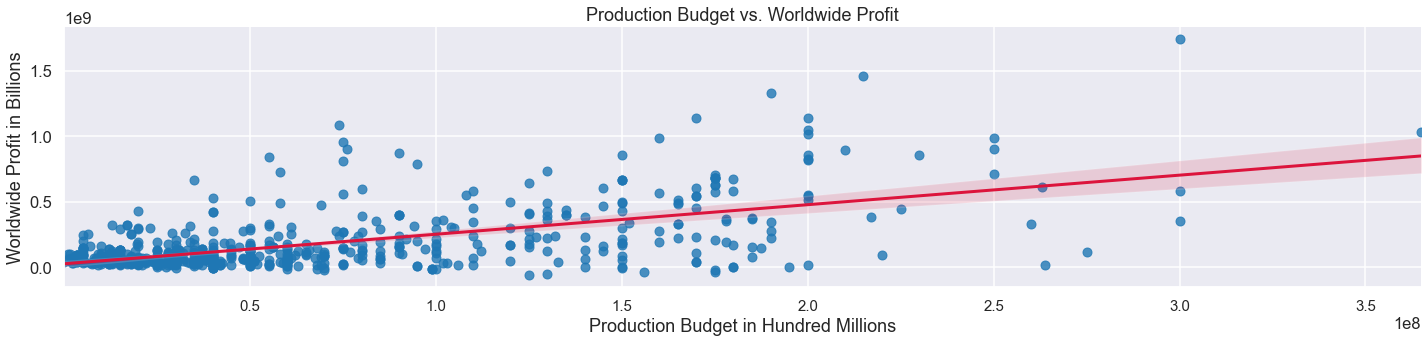 Production Budget vs. Worldwide Profit
1e9
Worldwide Profit in Billions
1.5
1.0
0.5
0.0
0.5 1.0 1.5 2.0 2.5 3.0 3.5
Production Budget in Hundred Millions
1e8